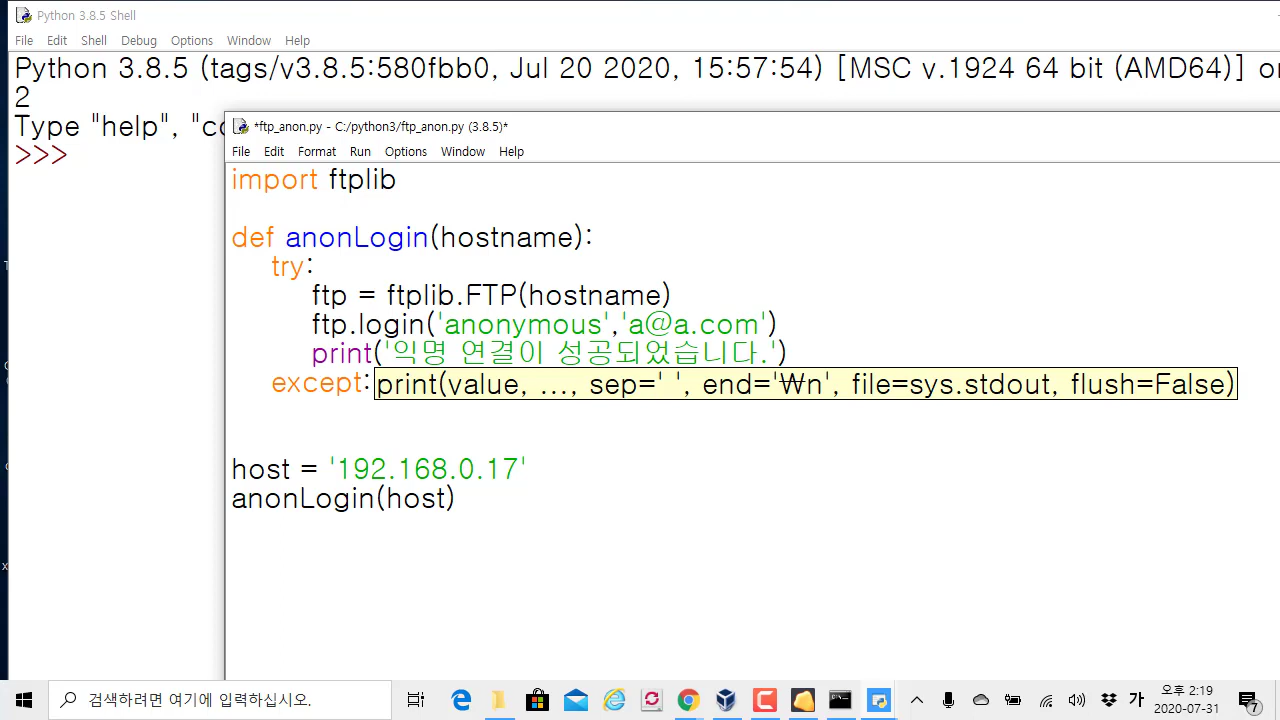 Python 3.8.5 Shell
File Edit Shell Debug Options Window Help
Python 3.8.5 (tags/v3.8.5:580fbb0, Jul 20 2020, 15:57:54) [MSC v.1924 64 bit (AMD64)] on
2
Type "help", "co
>>>
*ftp_anon.py - C:/python3/ftp_anon.py (3.8.5)*
File Edit Format Run Options Window Help
import ftplib
def anonLogin(hostname):
try:
ftp = ftplib.FTP(hostname)
ftp.login('anonymous','a@a.com')
print('익명 연결이 성공되었습니다.')
except:
print(value, ..., sep=' ', end='₩n', file=sys.stdout, flush=False)
host = '192.168.0.17'
anonLogin(host)
검색하려면 여기에 입력하십시오.
가
오후 2:19
2020-07-31
7